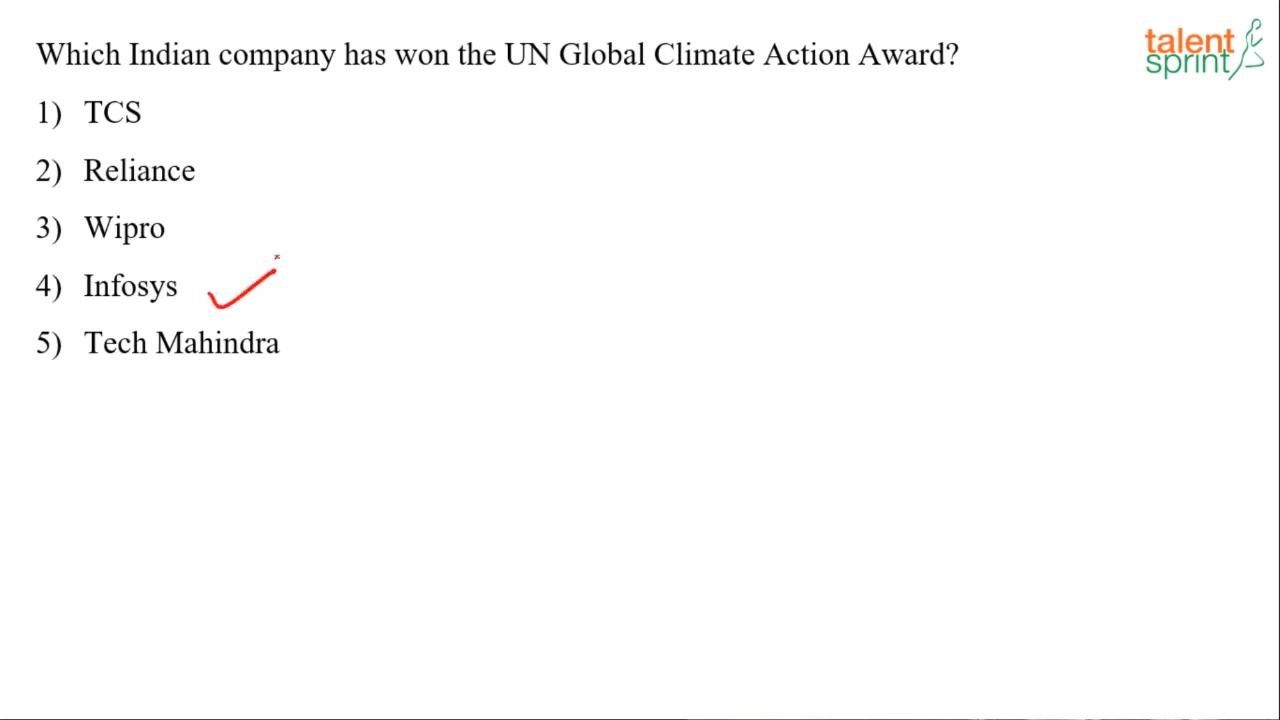 Which Indian company has won the UN Global Climate Action Award?
talent
sprint
1) TCS
2) Reliance
3) Wipro
4) Infosys
5) Tech Mahindra